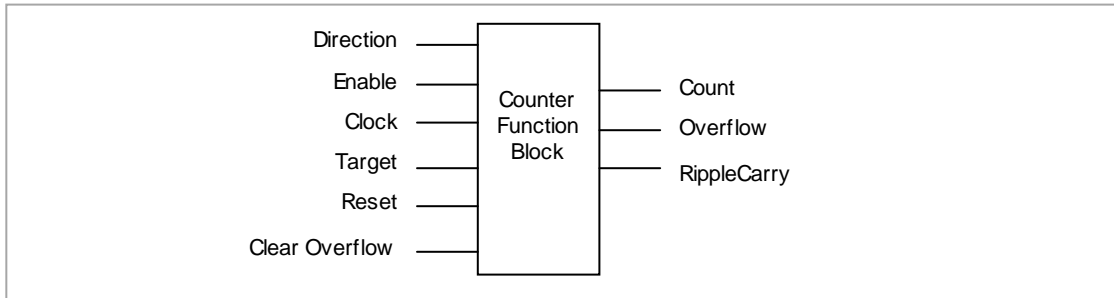 Direction
Enable
Clock
Target
Reset
Clear Overflow
Counter
Function
Block
Count
Overflow
RippleCarry